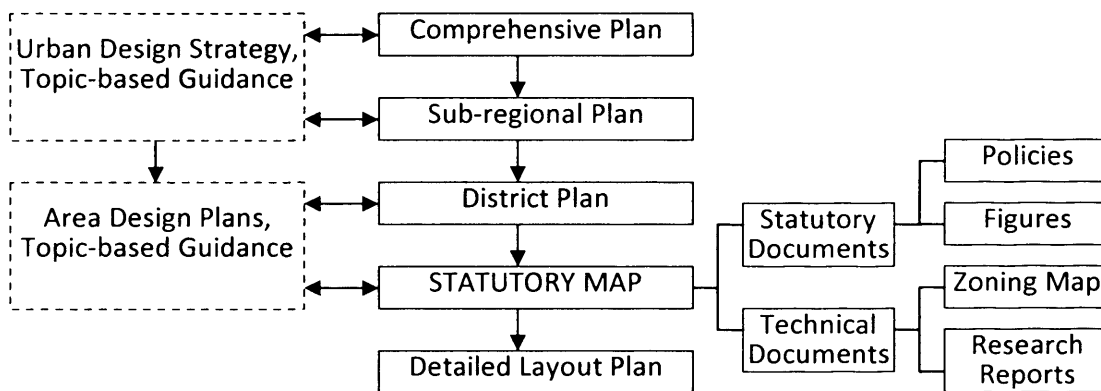 Urban Design Strategy,
Topic-based Guidance
Area Design Plans,
Topic-based Guidance
Comprehensive Plan
Sub-regional Plan
District Plan
STATUTORY MAP
Detailed Layout Plan
Statutory
Documents
Technical
Documents
Policies
Figures
Zoning Map
Research
Reports